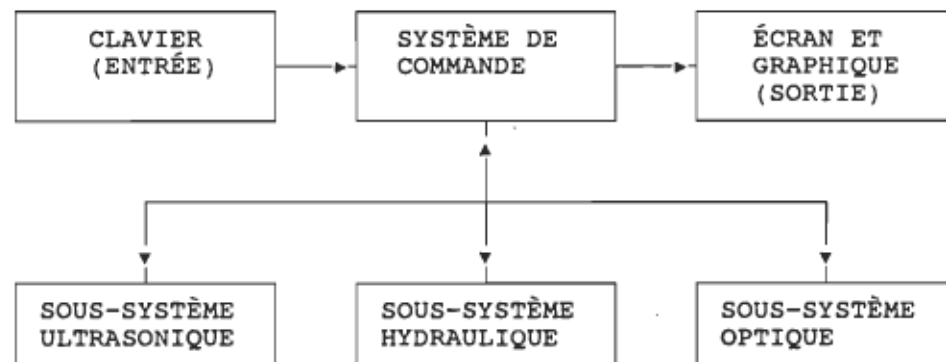 CLAVIER
(ENTRÉE)
SYSTÈME DE
COMMANDE
ÉCRAN ET
GRAPHIQUE
(SORTIE)
SOUS-SYSTÈME
ULTRASONIQUE
SOUS-SYSTÈME
HYDRAULIQUE
SOUS-SYSTÈME
OPTIQUE